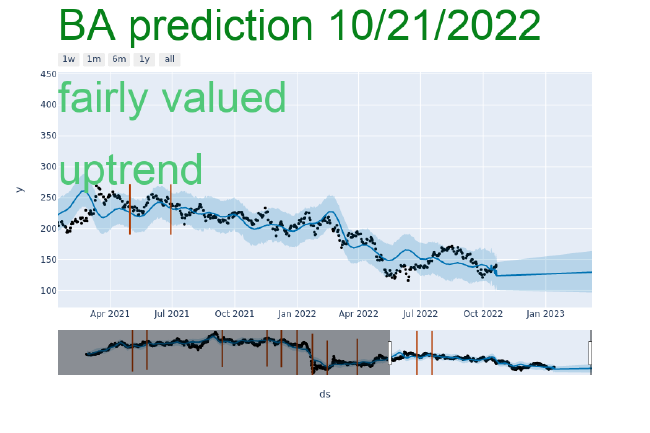 BA prediction 10/21/2022
1w 1m 6m 1y all
450
fairly valued
400
350
uptrend
300
250
y
200
150
100
Apr 2021 Jul 2021 Oct 2021 Jan 2022 Apr 2022 Jul 2022 Oct 2022 Jan 2023
ds